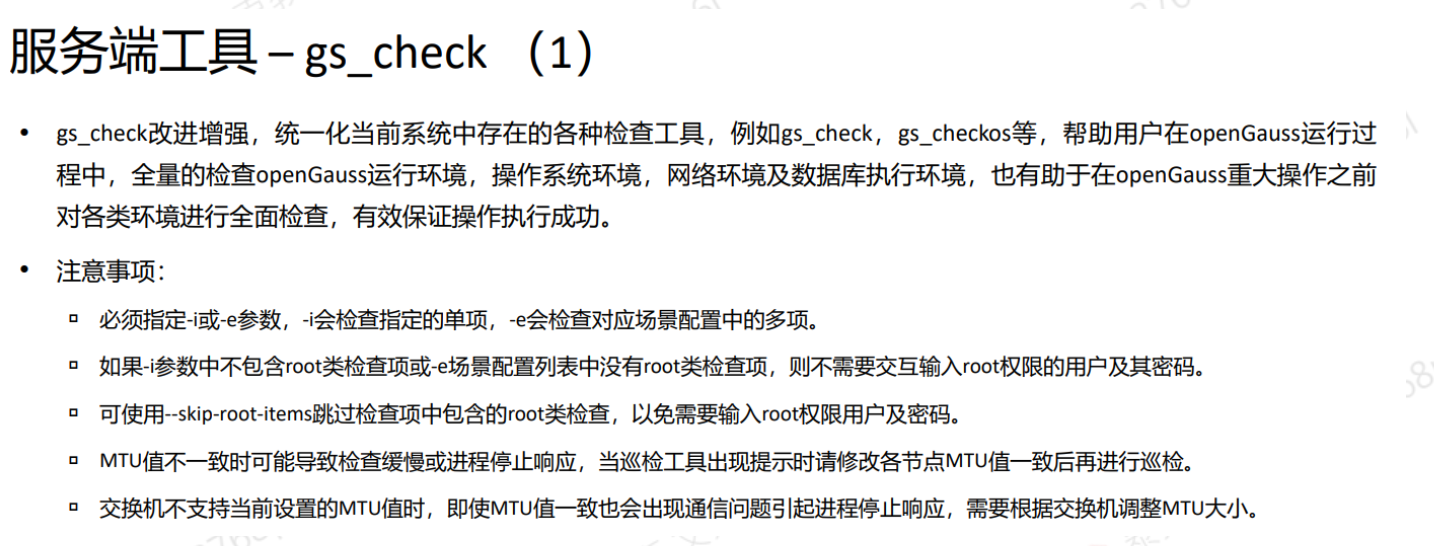 服务端工具 – gs_check （1）
• gs_check改进增强，统一化当前系统中存在的各种检查工具，例如gs_check，gs_checkos等，帮助用户在openGauss运行过
程中，全量的检查openGauss运行环境，操作系统环境，网络环境及数据库执行环境，也有助于在openGauss重大操作之前
对各类环境进行全面检查，有效保证操作执行成功。
• 注意事项：
▫ 必须指定-i或-e参数，-i会检查指定的单项，-e会检查对应场景配置中的多项。
▫ 如果-i参数中不包含root类检查项或-e场景配置列表中没有root类检查项，则不需要交互输入root权限的用户及其密码。
▫ 可使用--skip-root-items跳过检查项中包含的root类检查，以免需要输入root权限用户及密码。
▫ MTU值不一致时可能导致检查缓慢或进程停止响应，当巡检工具出现提示时请修改各节点MTU值一致后再进行巡检。
▫ 交换机不支持当前设置的MTU值时，即使MTU值一致也会出现通信问题引起进程停止响应，需要根据交换机调整MTU大小。